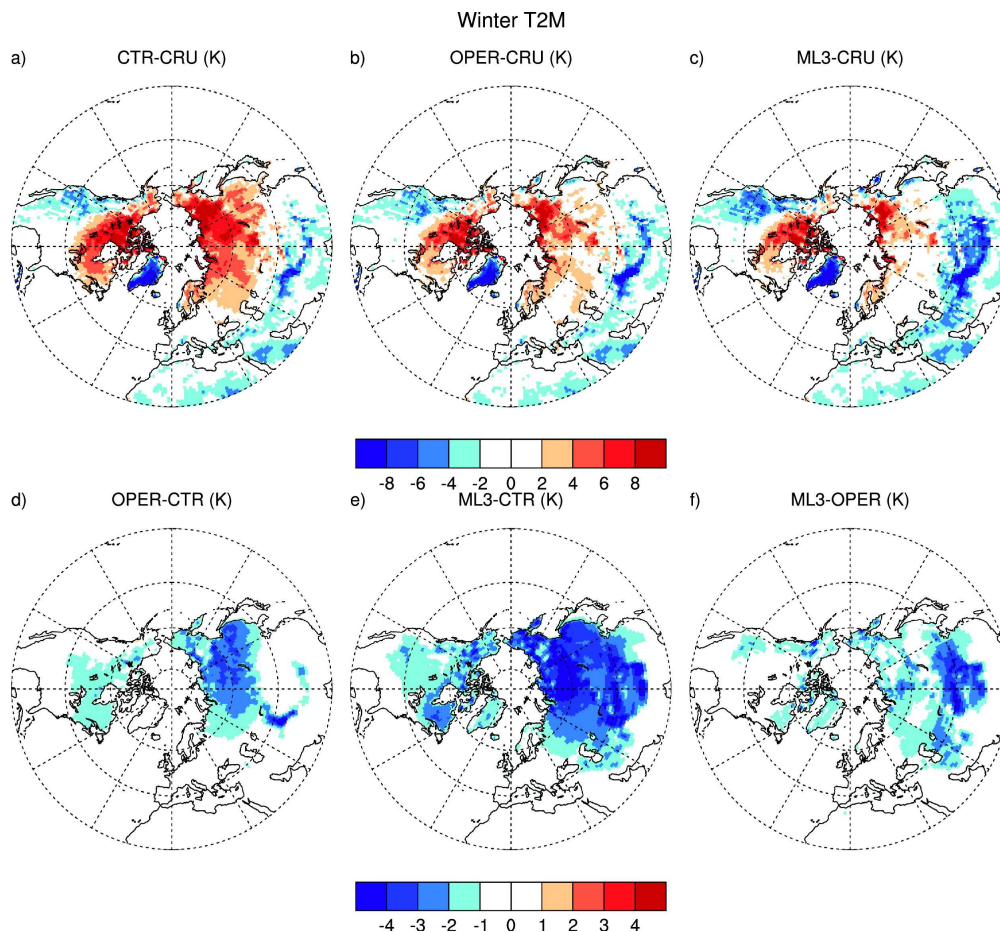 Winter T2M
a) CTR-CRU (K)
b) OPER-CRU (K)
c) ML3-CRU (K)
-8 -6 -4 -2 0 2 4 6 8
d) OPER-CTR (K)
e) ML3-CTR (K)
f) ML3-OPER (K)
-4 -3 -2 -1 0 1 2 3 4